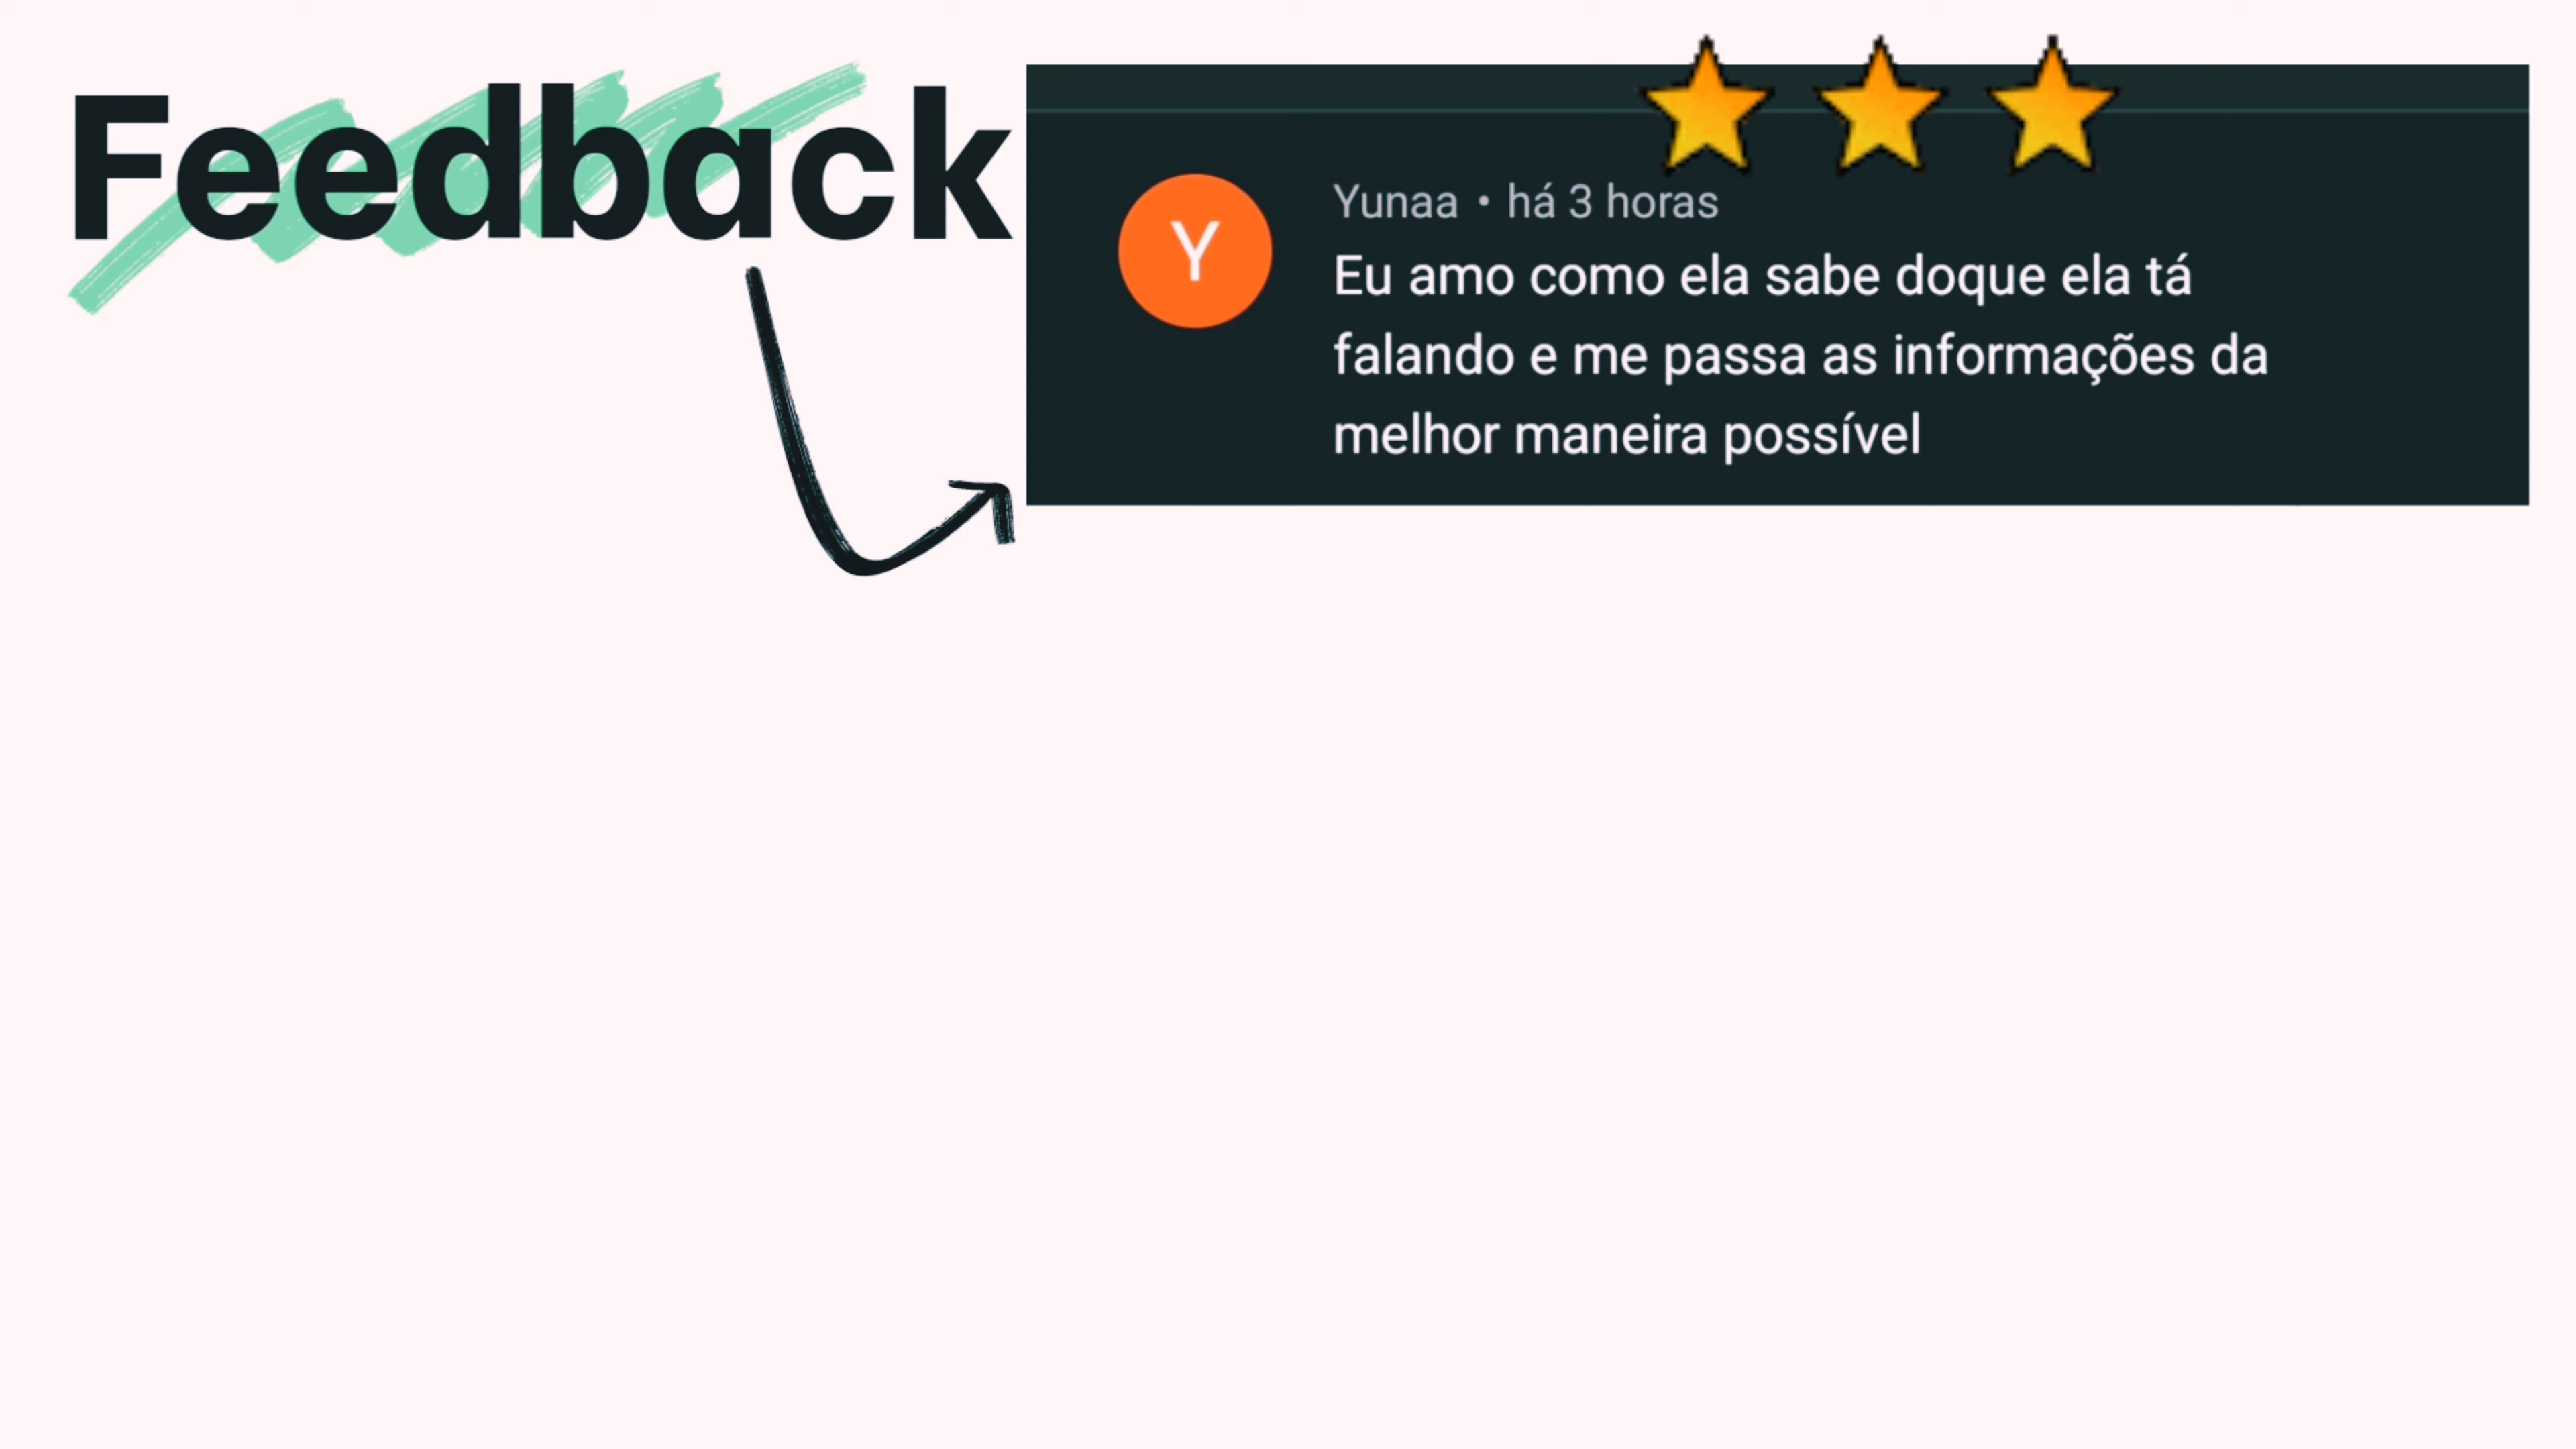 Feedback
Y
Yunaa • há 3 horas
Eu amo como ela sabe doque ela tá
falando e me passa as informações da
melhor maneira possível